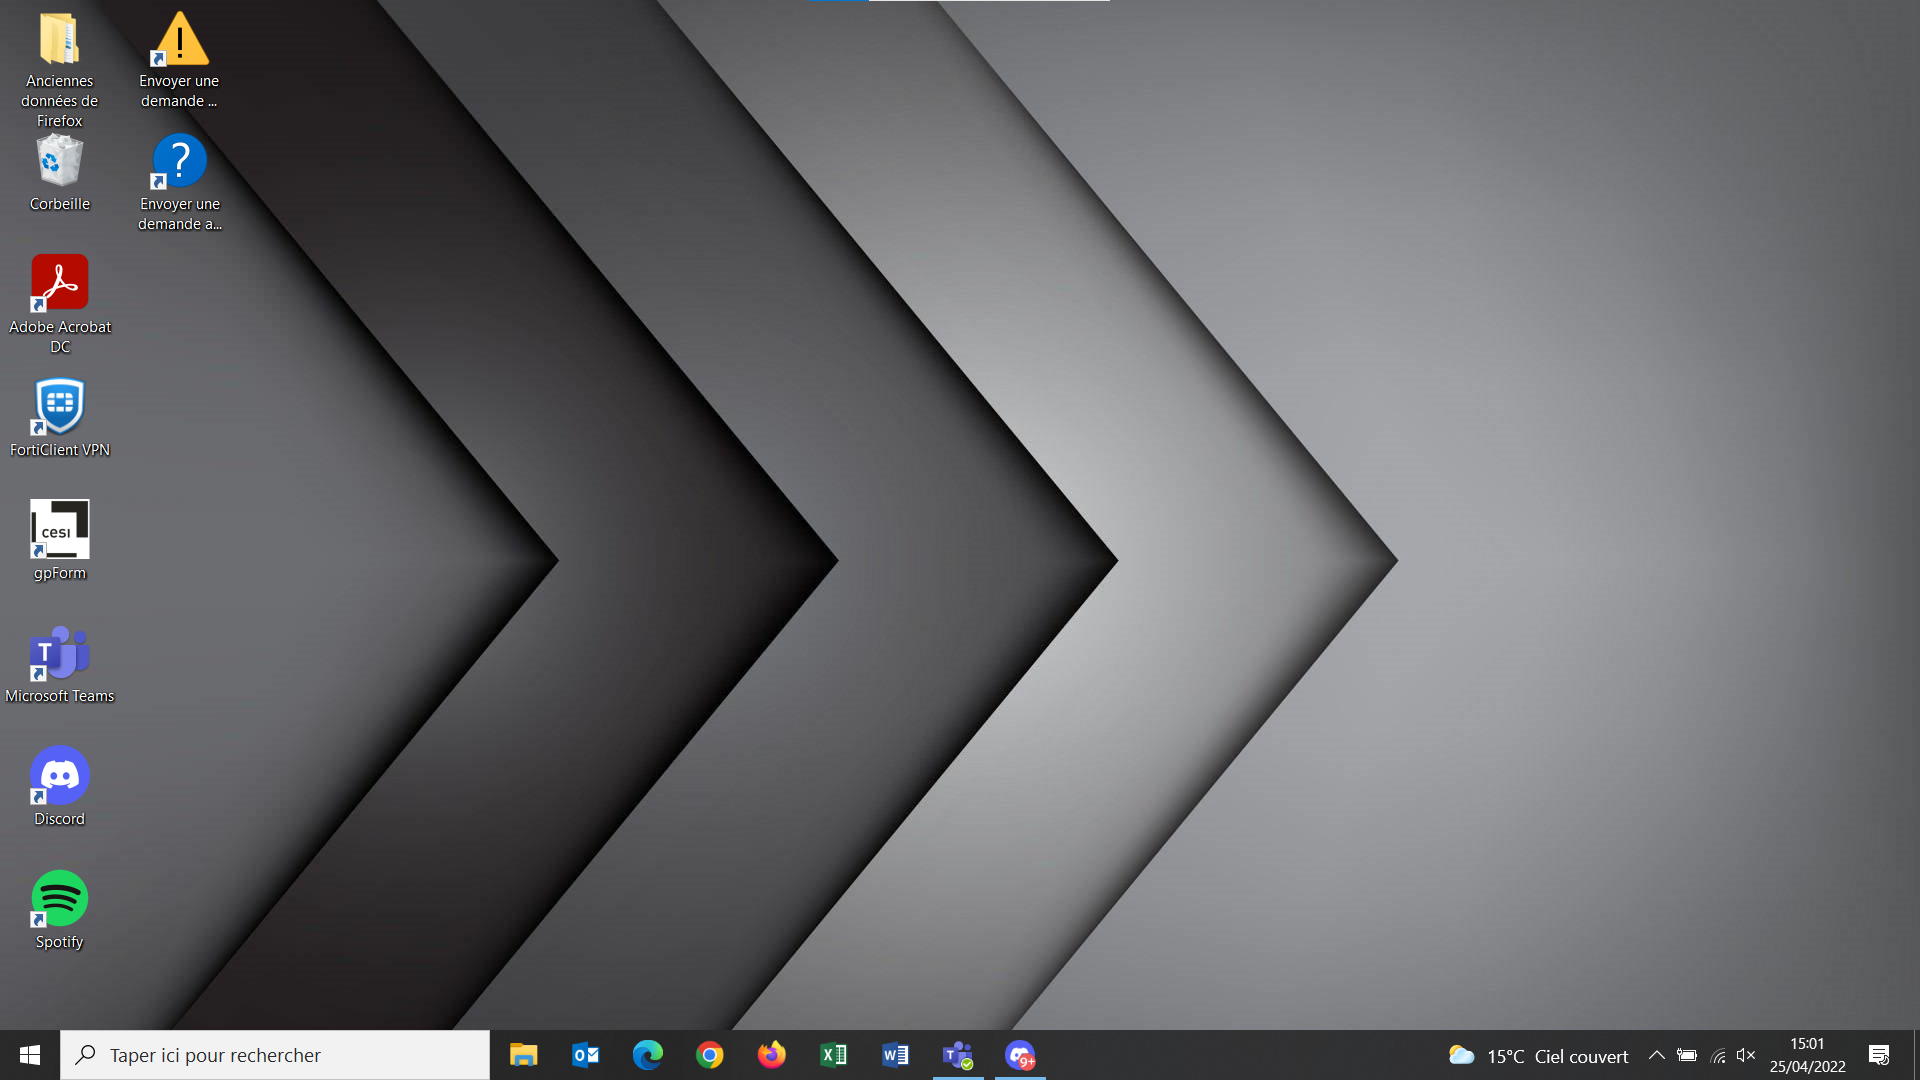 Anciennes
données de
Firefox
Envoyer une
demande ...
Corbeille
Envoyer une
demande a...
Adobe Acrobat
DC
FortiClient VPN
cesi
gpForm
T
Microsoft Teams
Discord
Spotify
Taper ici pour rechercher
15°C Ciel couvert
9+
15:01
25/04/2022